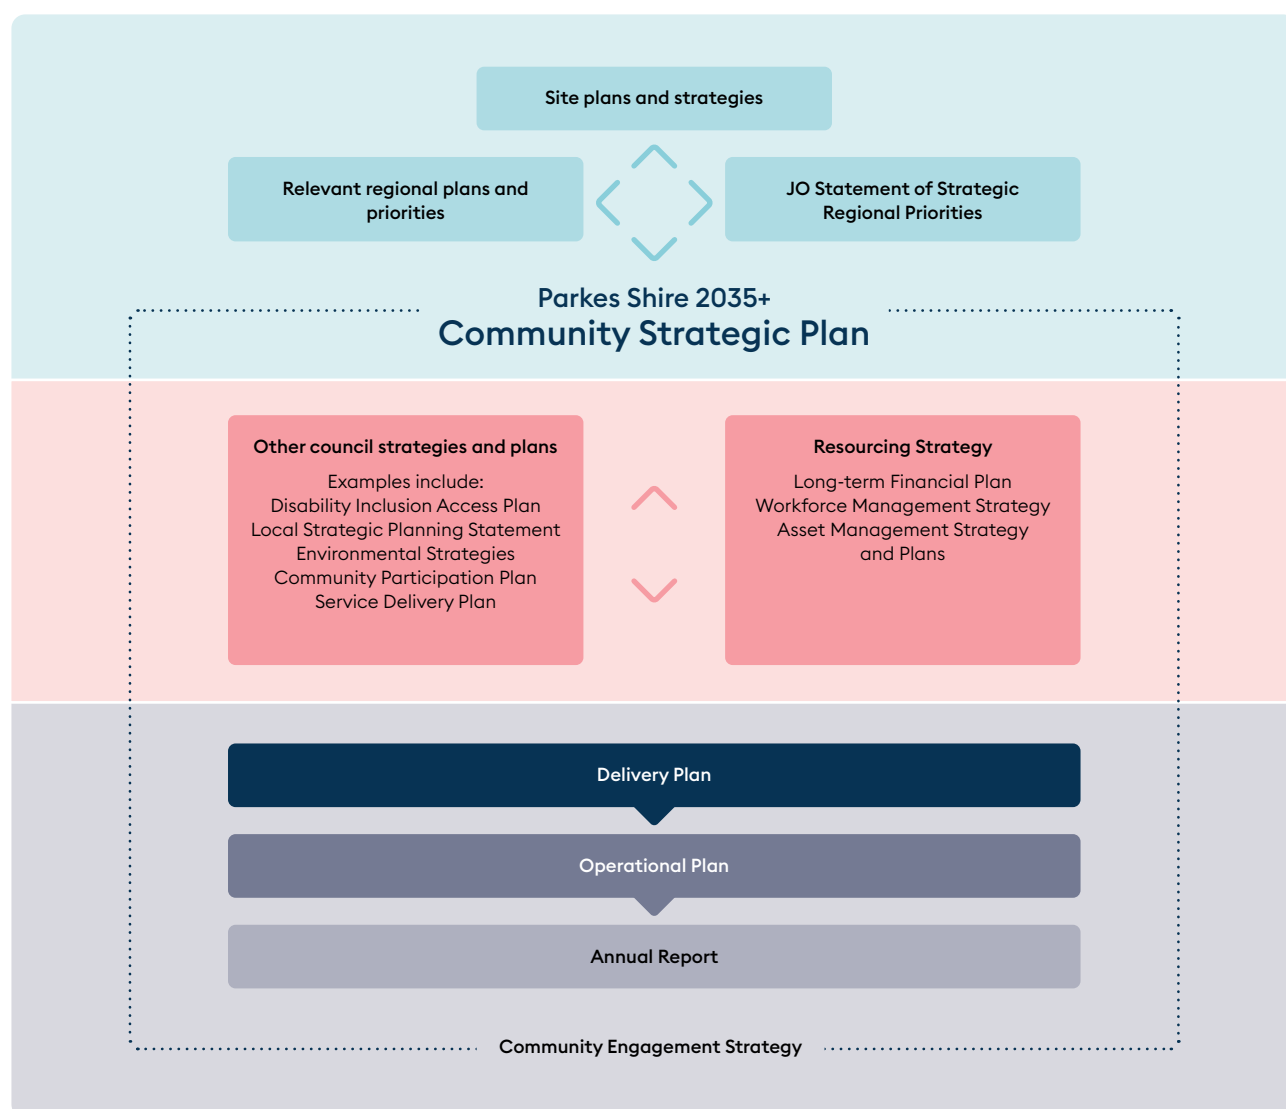 Site plans and strategies
Relevant regional plans and
priorities
JO Statement of Strategic
Regional Priorities
Parkes Shire 2035+
Community Strategic Plan
Other council strategies and plans
Examples include:
Disability Inclusion Access Plan
Local Strategic Planning Statement
Environmental Strategies
Community Participation Plan
Service Delivery Plan
Resourcing Strategy
Long-term Financial Plan
Workforce Management Strategy
Asset Management Strategy
and Plans
Delivery Plan
Operational Plan
Annual Report
Community Engagement Strategy